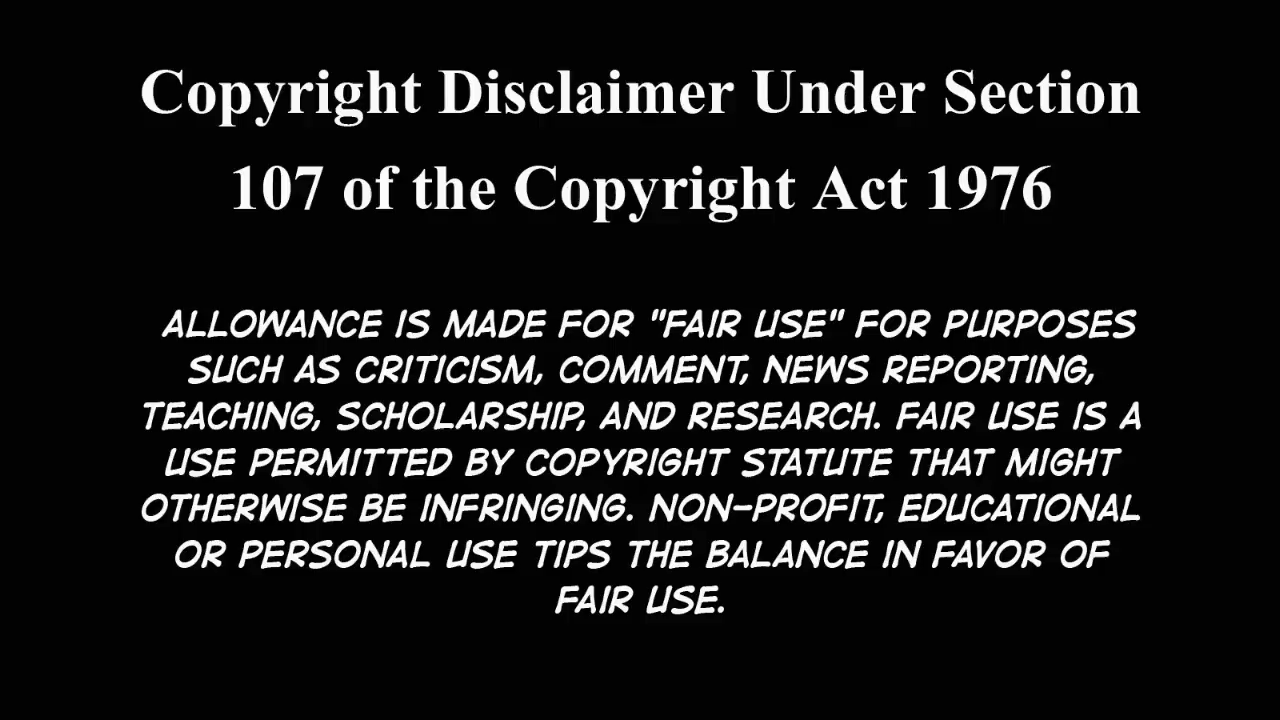 Copyright Disclaimer Under Section
107 of the Copyright Act 1976
ALLOWANCE IS MADE FOR "FAIR USE" FOR PURPOSES
SUCH AS CRITICISM, COMMENT, NEWS REPORTING,
TEACHING, SCHOLARSHIP, AND RESEARCH. FAIR USE IS A
USE PERMITTED BY COPYRIGHT STATUTE THAT MIGHT
OTHERWISE BE INFRINGING. NON-PROFIT, EDUCATIONAL
OR PERSONAL USE TIPS THE BALANCE IN FAVOR OF
FAIR USE.